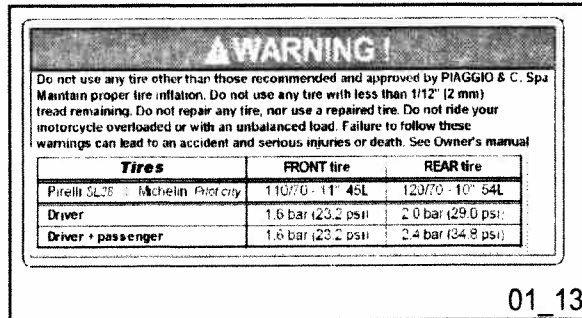 WARNING !
Do not use any tire other than those recommended and approved by PIAGGIO & C. Spa
Maintain proper tire inflation. Do not use any tire with less than 1/12" (2 mm)
tread remaining. Do not repair any tire, nor use a repaired tire. Do not ride your
motorcycle overloaded or with an unbalanced load. Failure to follow these
warnings can lead to an accident and serious injuries or death. See Owner's manual
Tires FRONT tire REAR tire
Pirelli Michelin Pilot city 110/70 - 11" 45L 120/70 - 10" 54L
Driver 1.6 bar (23.2 psi) 2.0 bar (29.0 psi)
Driver + passenger 1.6 bar (23.2 psi) 2.4 bar (34.8 psi)
01_13